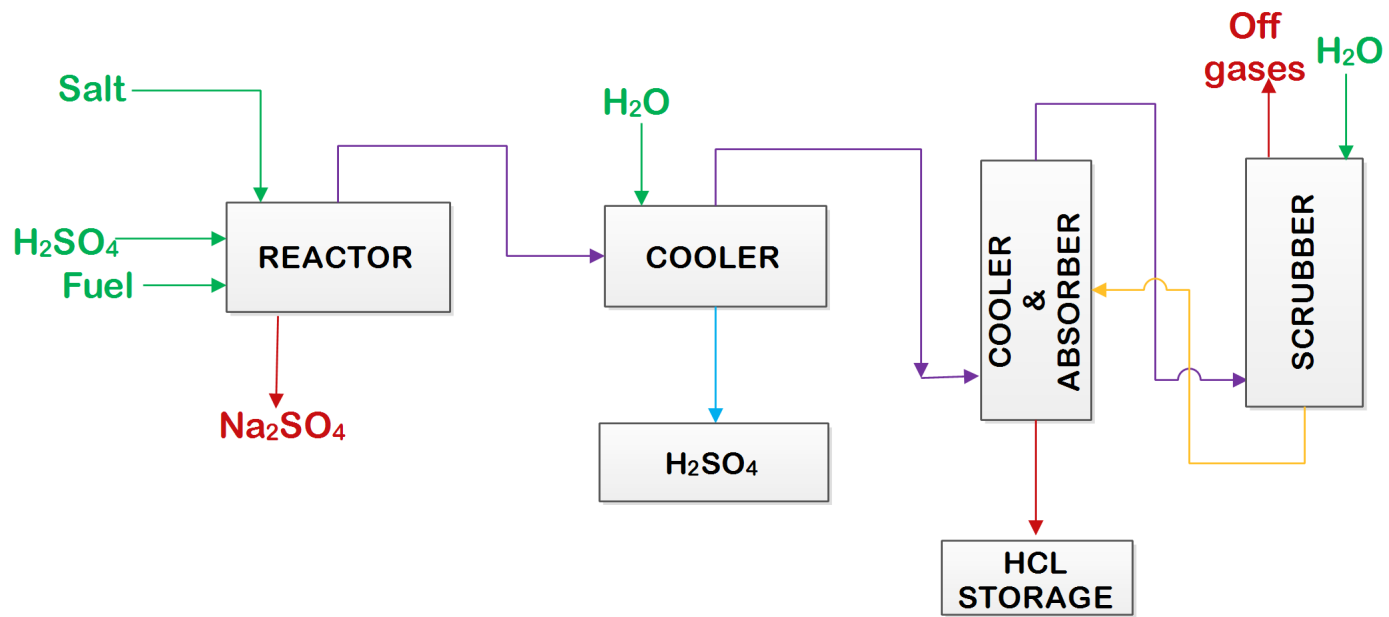 Off
gases
H₂O
Salt
H₂O
H₂SO₄
Fuel
REACTOR
COOLER
COOLER
&
ABSORBER
SCRUBBER
Na₂SO₄
H₂SO₄
HCL
STORAGE